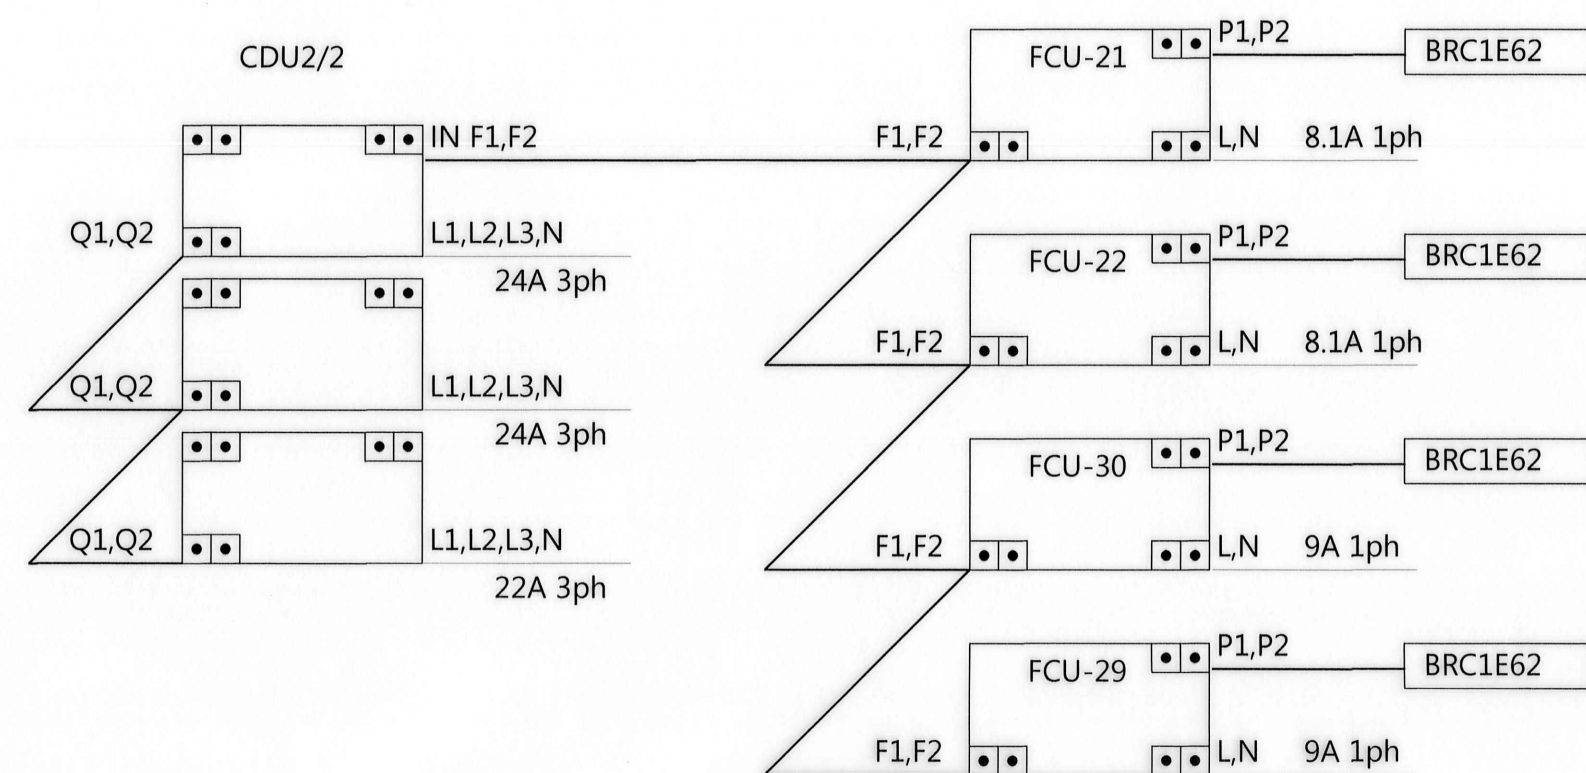 CDU2/2
IN F1,F2
Q1,Q2
L1,L2,L3,N
24A 3ph
Q1,Q2
L1,L2,L3,N
24A 3ph
Q1,Q2
L1,L2,L3,N
22A 3ph
FCU-21
P1,P2
BRC1E62
F1,F2
L,N
8.1A 1ph
FCU-22
P1,P2
BRC1E62
F1,F2
L,N
8.1A 1ph
FCU-30
P1,P2
BRC1E62
F1,F2
L,N
9A 1ph
FCU-29
P1,P2
BRC1E62
F1,F2
L,N
9A 1ph